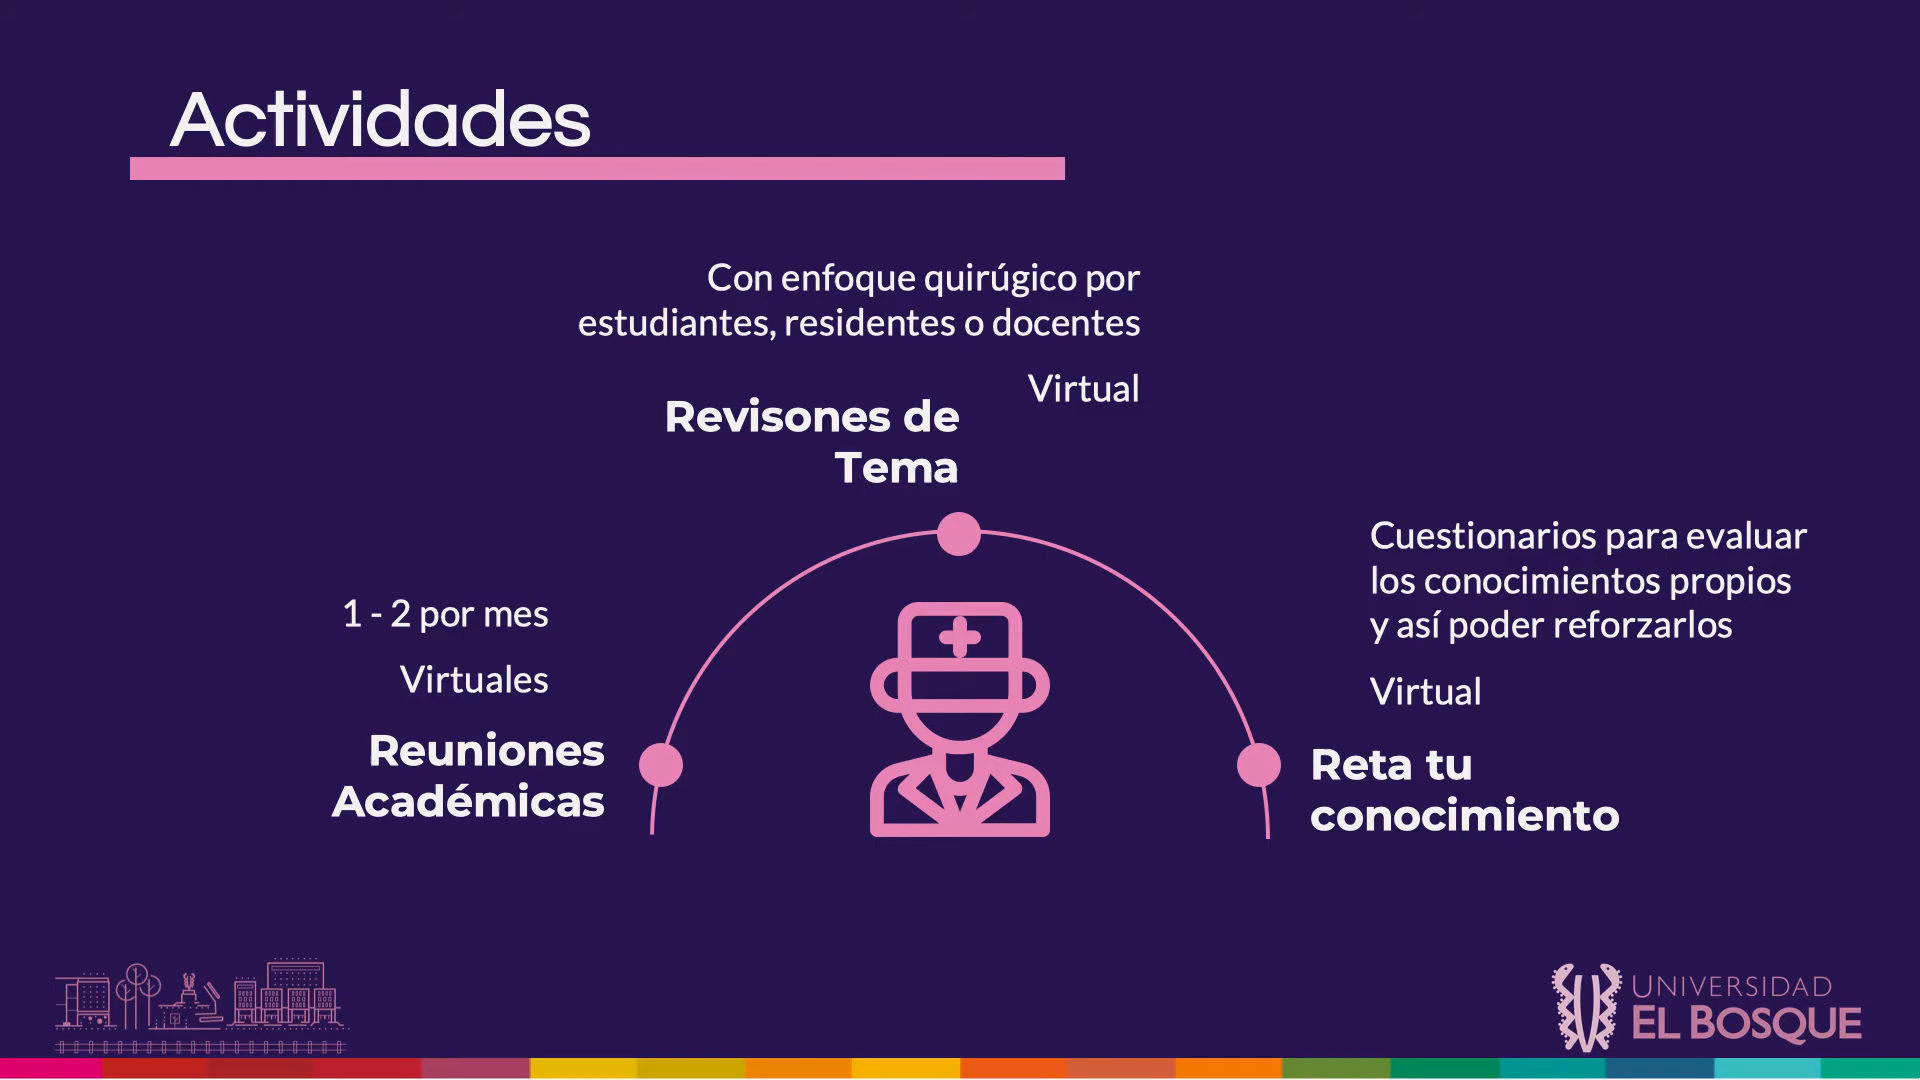 Actividades
Con enfoque quirúgico por
estudiantes, residentes o docentes
Virtual
Revisones de
Tema
1 - 2 por mes
Virtuales
Reuniones
Académicas
Cuestionarios para evaluar
los conocimientos propios
y así poder reforzarlos
Virtual
Reta tu
conocimiento
UNIVERSIDAD
EL BOSQUE